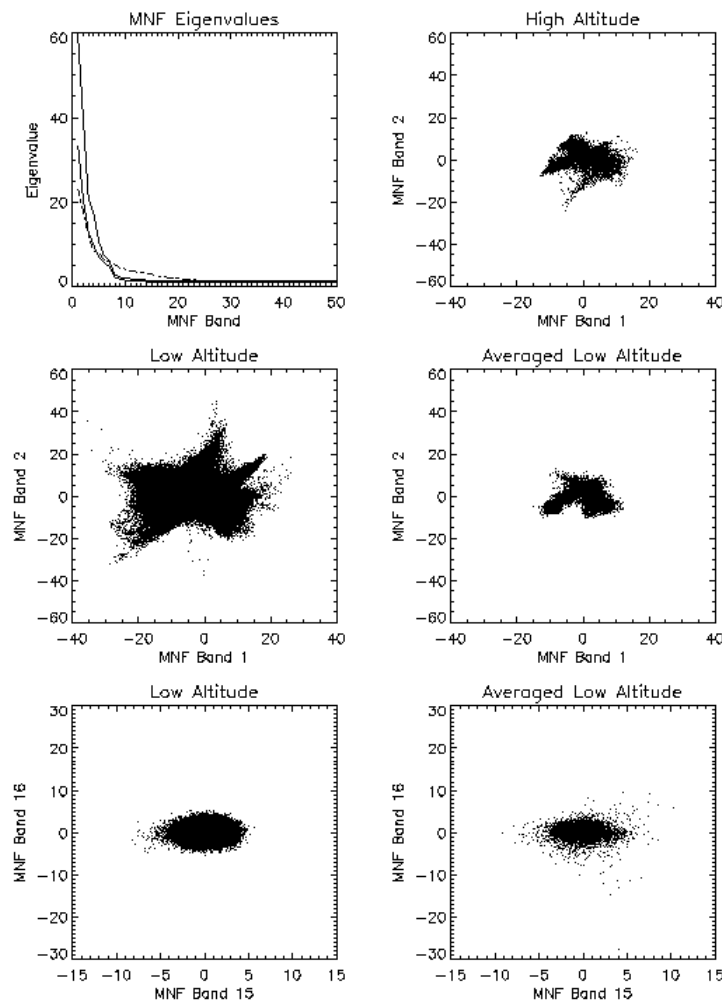 MNF Eigenvalues
60
40
20
0
Eigenvalue
0 10 20 30 40 50
MNF Band
High Altitude
60
40
20
0
−20
−40
−60
MNF Band 2
−40 −20 0 20 40
MNF Band 1
Low Altitude
60
40
20
0
−20
−40
−60
MNF Band 2
−40 −20 0 20 40
MNF Band 1
Averaged Low Altitude
60
40
20
0
−20
−40
−60
MNF Band 2
−40 −20 0 20 40
MNF Band 1
Low Altitude
30
20
10
0
−10
−20
−30
MNF Band 16
−15 −10 −5 0 5 10 15
MNF Band 15
Averaged Low Altitude
30
20
10
0
−10
−20
−30
MNF Band 16
−15 −10 −5 0 5 10 15
MNF Band 15